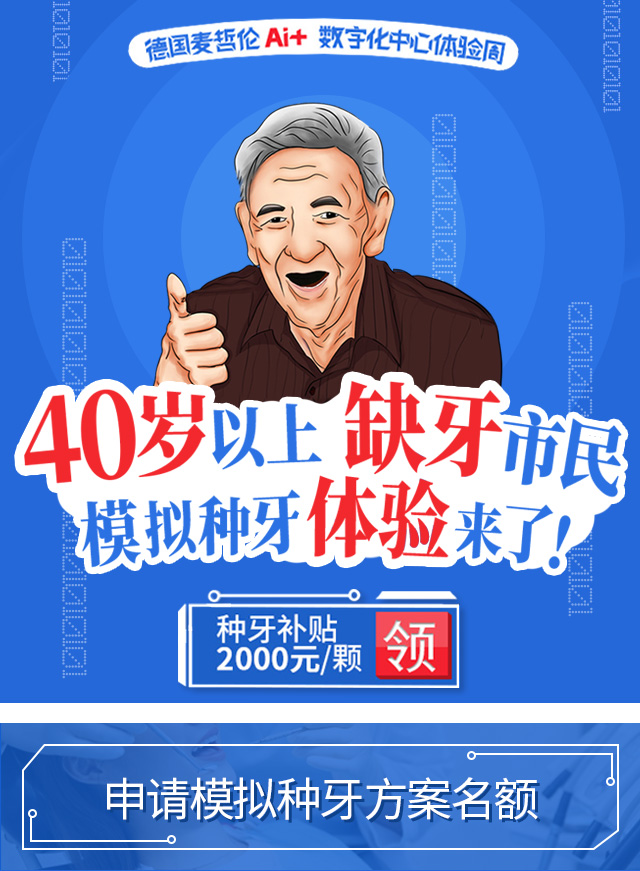 德国麦哲伦 Ai+ 数字化中心体验周
40岁以上 缺牙市民
模拟种牙体验来了!
种牙补贴
2000元/颗
领
申请模拟种牙方案名额